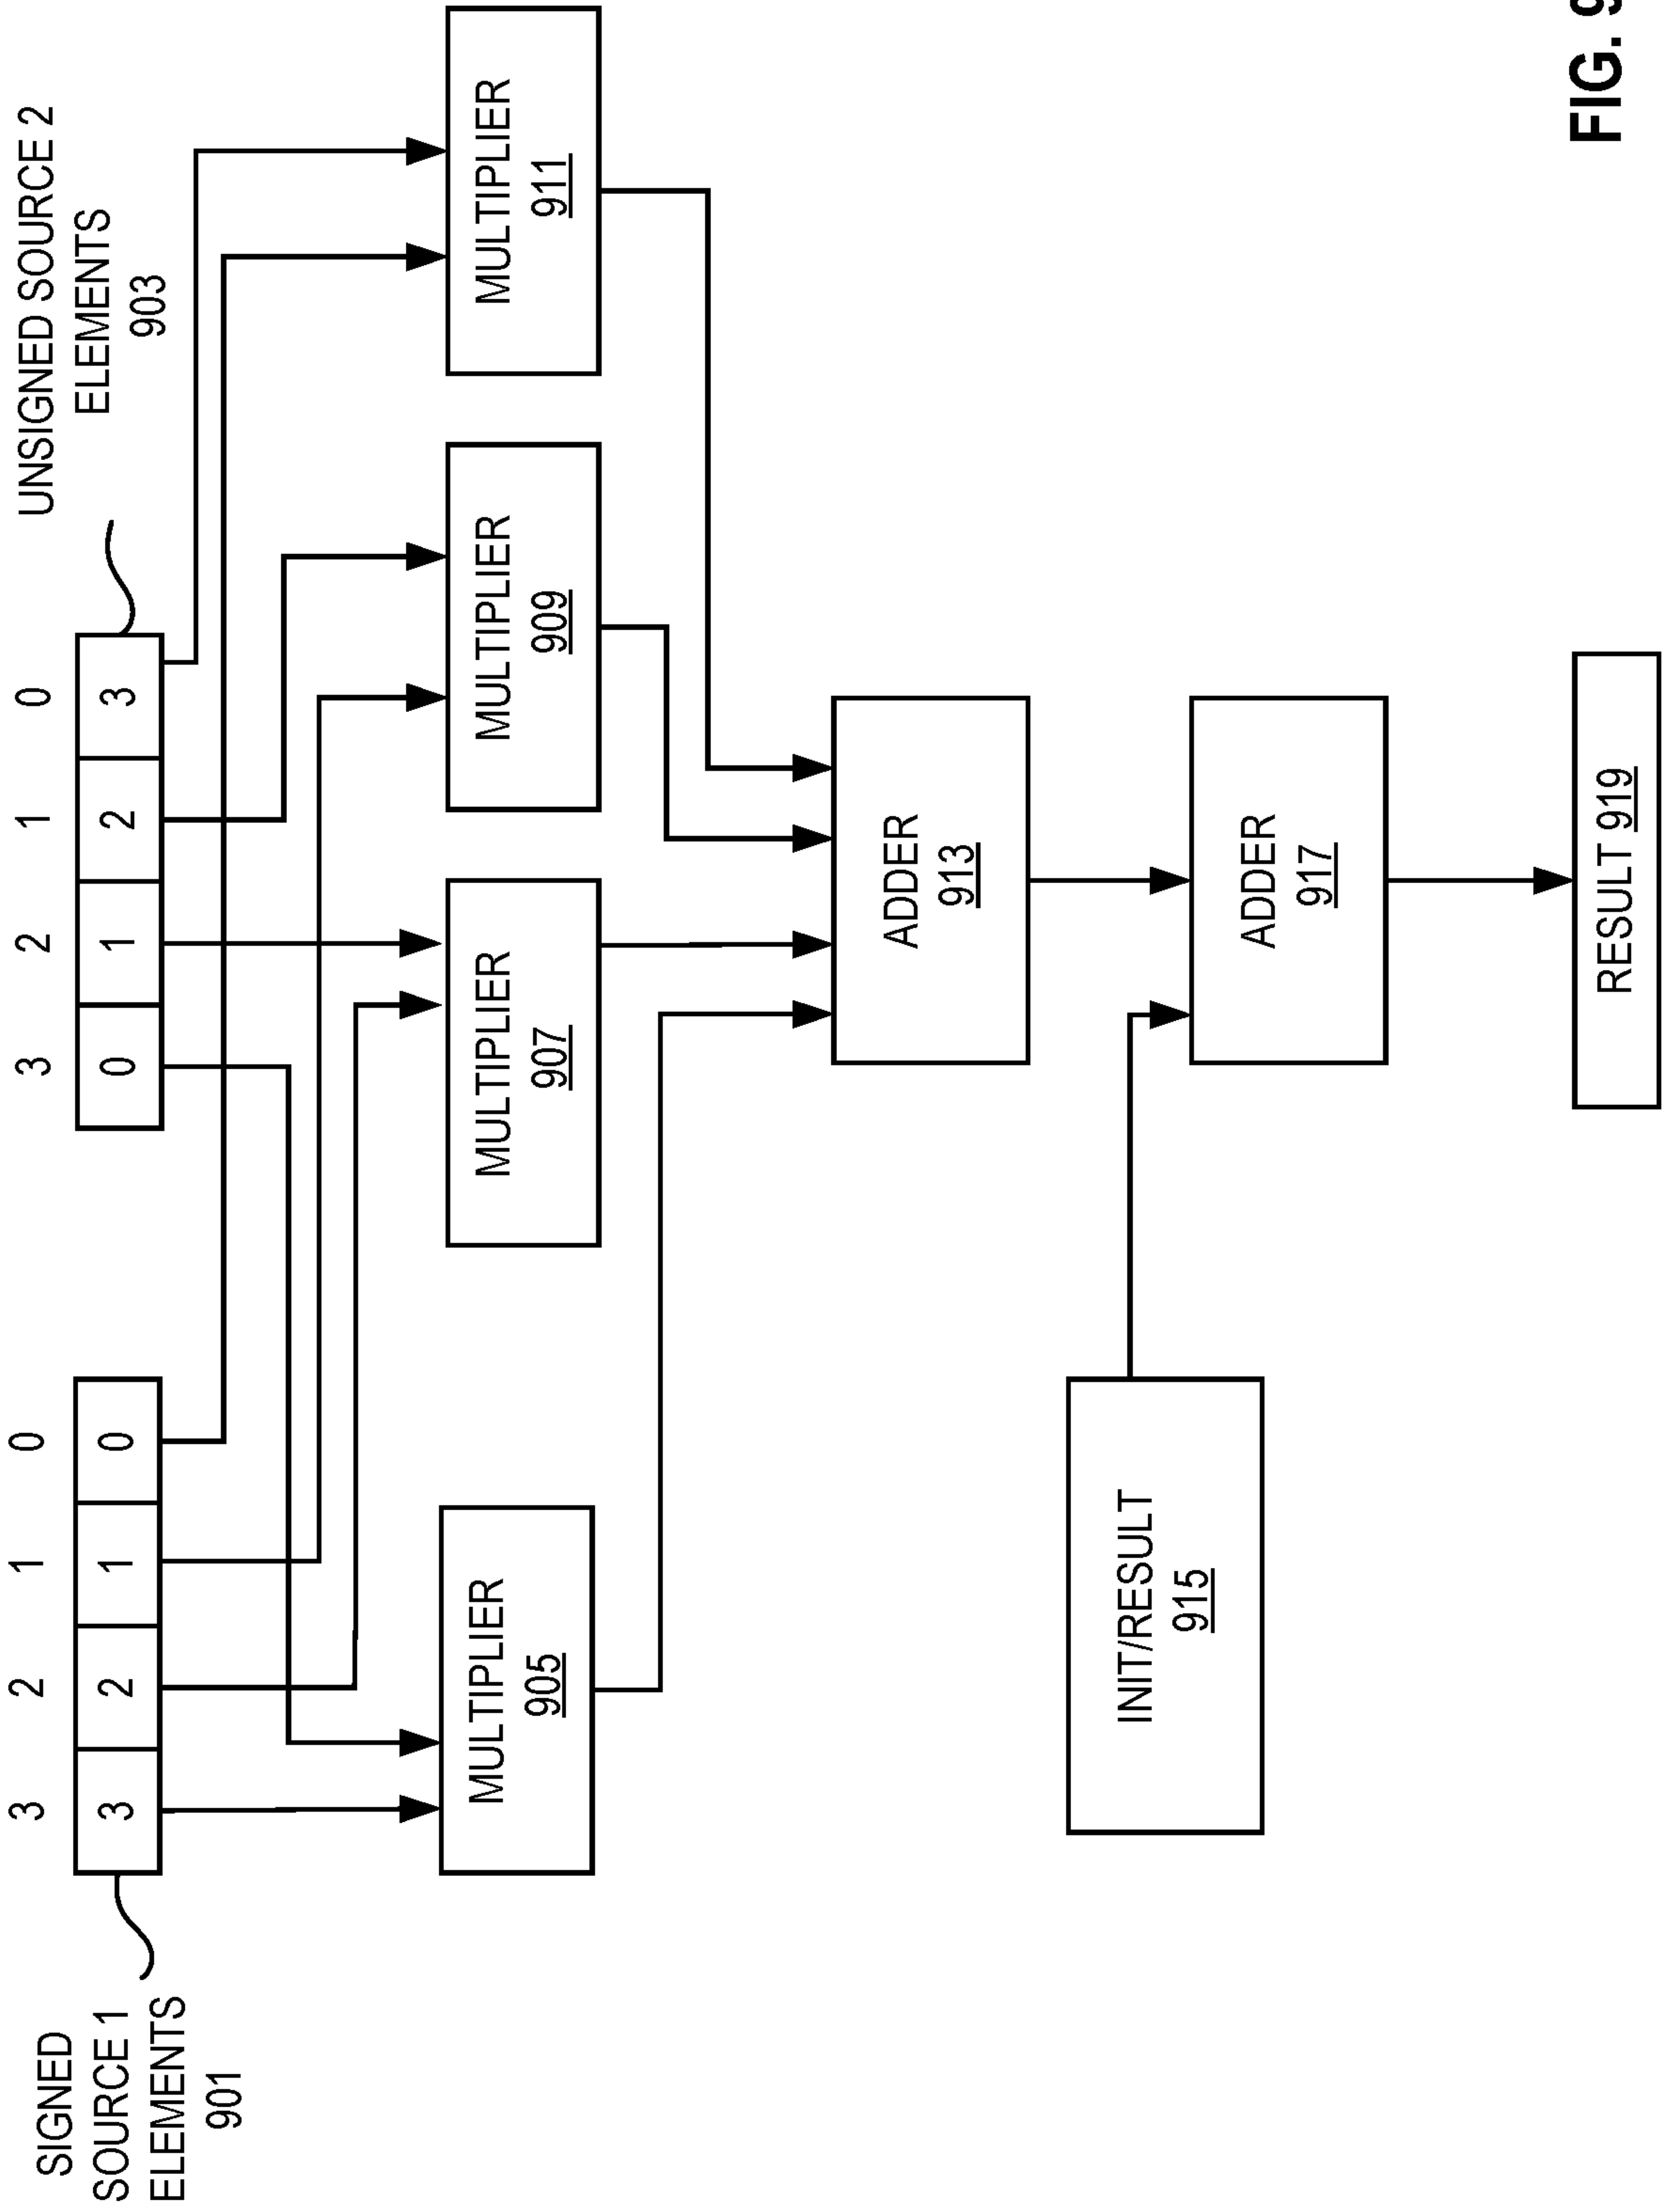 3 2 1 0
3 2 1 0
SIGNED
SOURCE 1
ELEMENTS
901
3 2 1 0
0 1 2 3
UNSIGNED SOURCE 2
ELEMENTS
903
MULTIPLIER
905
MULTIPLIER
907
MULTIPLIER
909
MULTIPLIER
911
ADDER
913
INIT/RESULT
915
ADDER
917
RESULT 919
FIG. 9